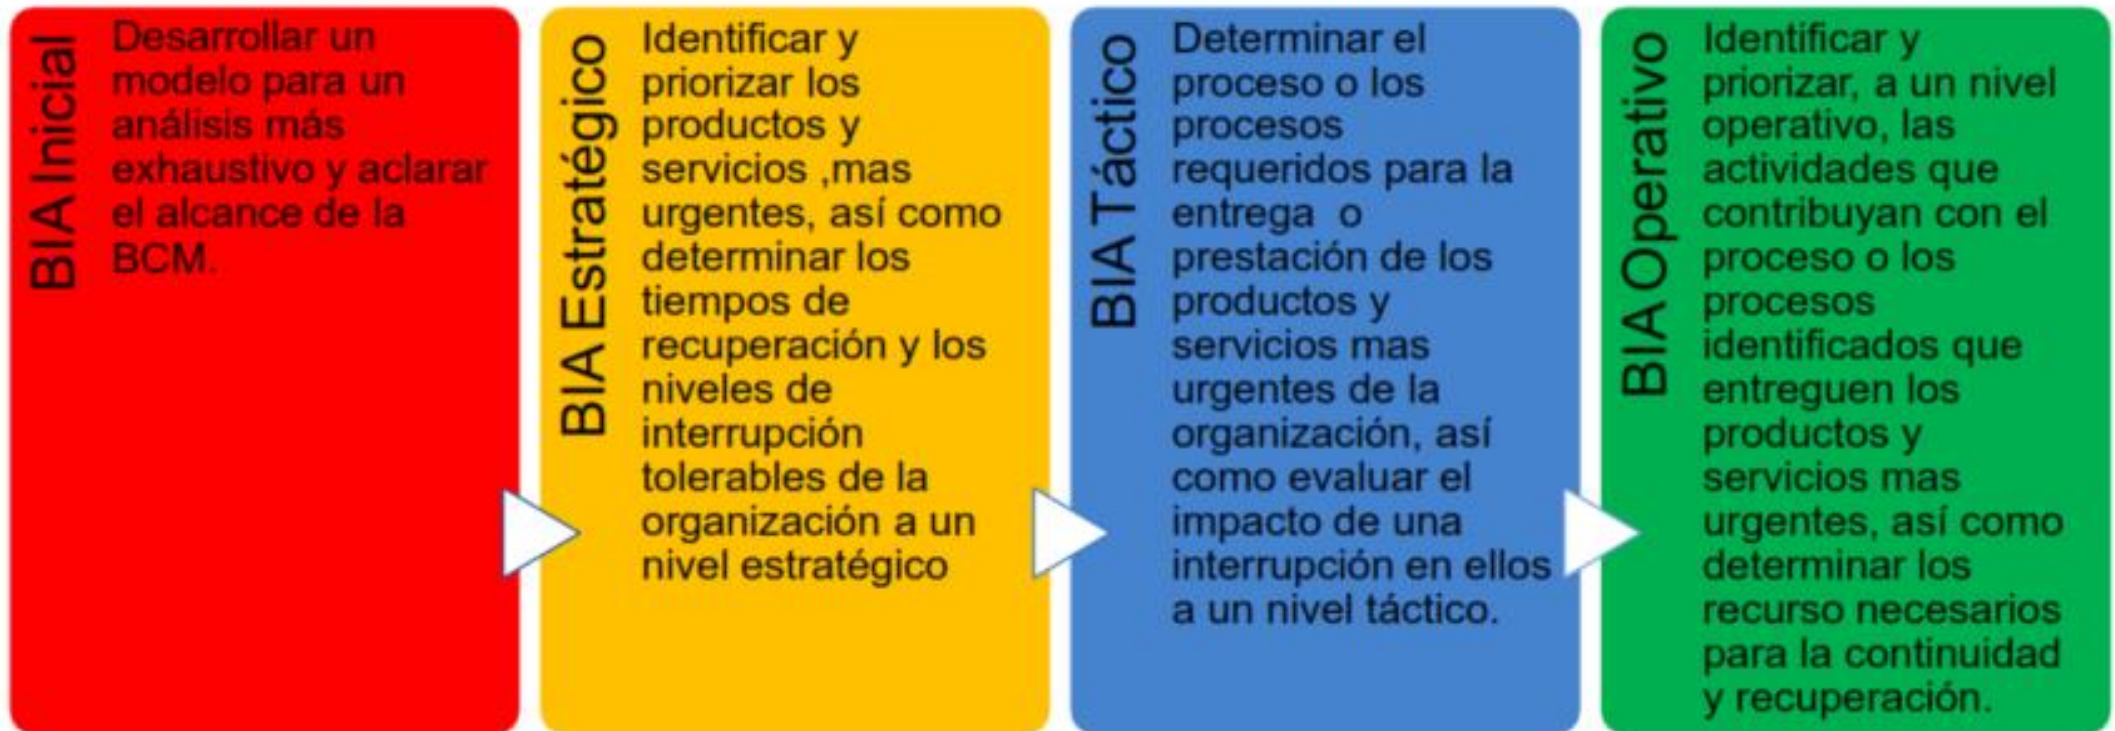 BIA Inicial
Desarrollar un
modelo para un
análisis más
exhaustivo y aclarar
el alcance de la
BCM.
BIA Estratégico
Identificar y
priorizar los
productos y
servicios ,mas
urgentes, así como
determinar los
tiempos de
recuperación y los
niveles de
interrupción
tolerables de la
organización a un
nivel estratégico
BIA Táctico
Determinar el
proceso o los
procesos
requeridos para la
entrega o
prestación de los
productos y
servicios mas
urgentes de la
organización, así
como evaluar el
impacto de una
interrupción en ellos
a un nivel táctico.
BIA Operativo
Identificar y
priorizar, a un nivel
operativo, las
actividades que
contribuyan con el
proceso o los
procesos
identificados que
entreguen los
productos y
servicios mas
urgentes, así como
determinar los
recurso necesarios
para la continuidad
y recuperación.